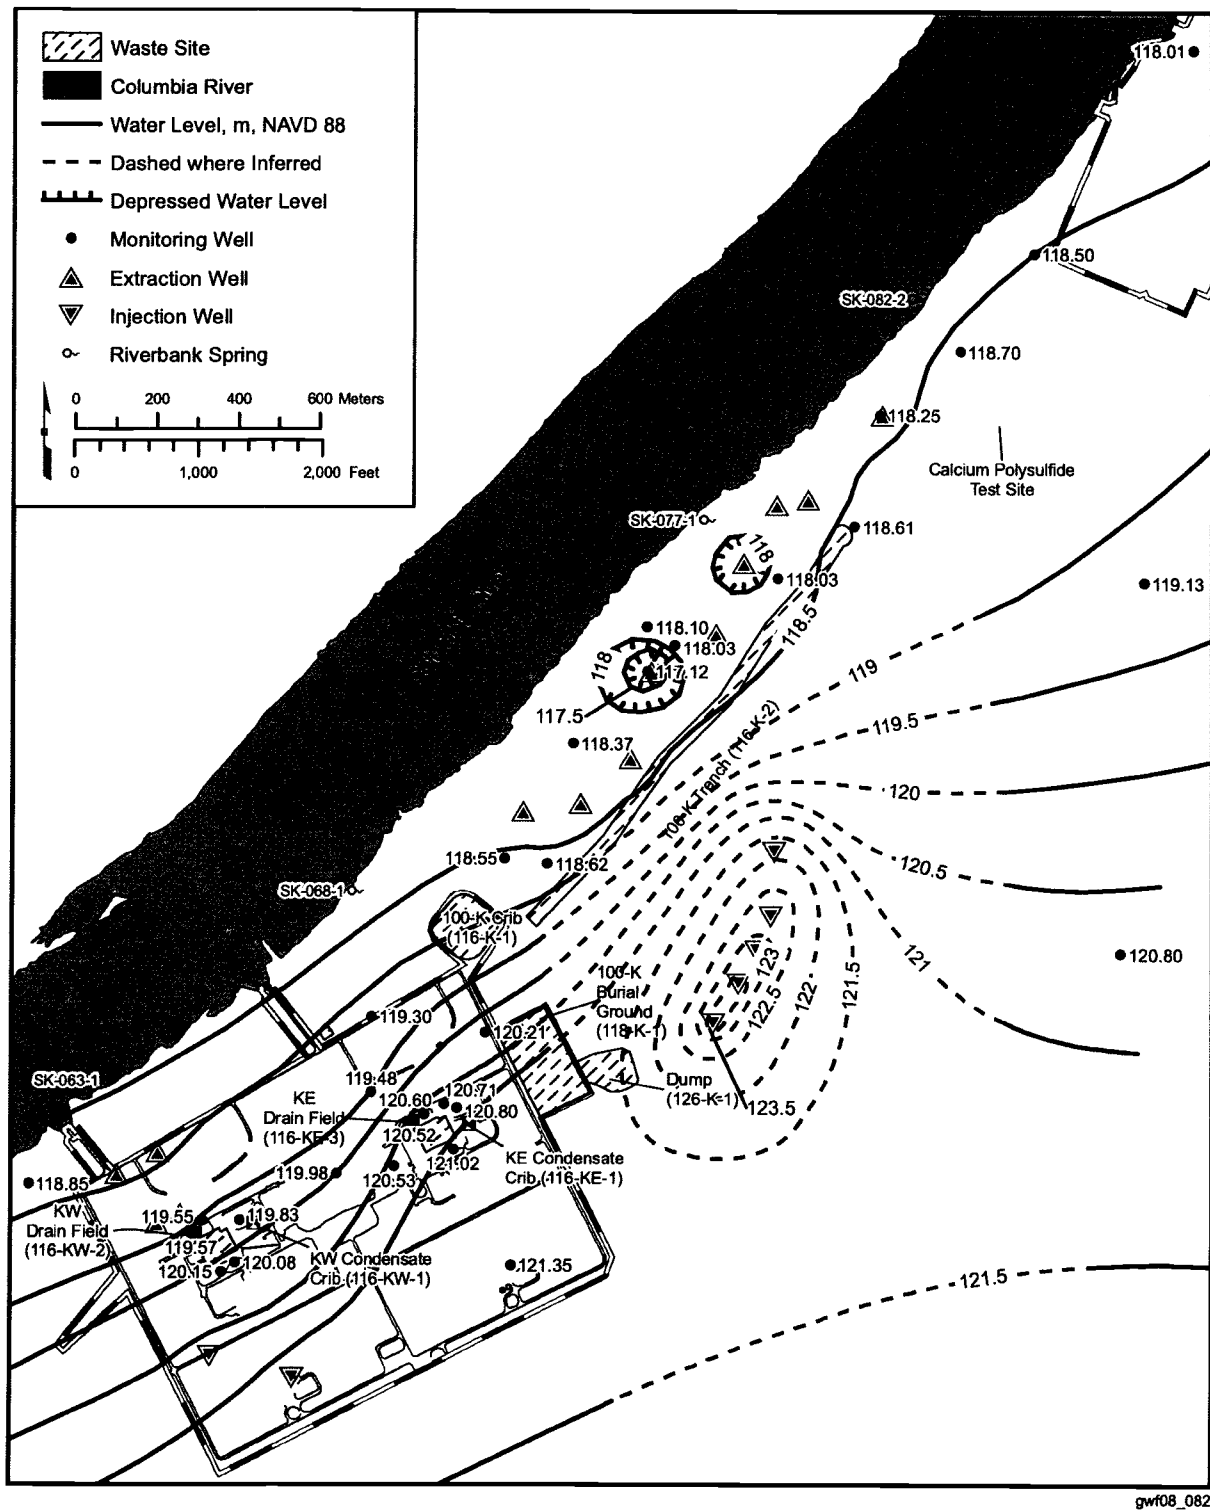 Waste Site
Columbia River
Water Level, m, NAVD 88
Dashed where Inferred
Depressed Water Level
Monitoring Well
Extraction Well
Injection Well
Riverbank Spring
0 200 400 600 Meters
0 1,000 2,000 Feet
118.01
118.50
SK-082-2
118.70
118.25
Calcium Polysulfide
Test Site
SK-077-1
118.61
118
118.03
119.13
118.5
118.10
118.03
118
117.12
119
117.5
119.5
118.37
120
100-K Trench (116-K-2)
118.55
118.62
120.5
SK-068-1
100-K Crib
(116-K-1)
123
121
120.80
100-K
Burial
Ground
(118-K-1)
122.5
122
121.5
119.30
120.21
SK-063-1
119.48
KE
Drain Field
(116-KE-3)
120.60
120.71
120.80
120.52
Dump
(126-K-1)
123.5
121.02
KE Condensate
Crib (116-KE-1)
119.98
120.53
118.85
KW
Drain Field
(116-KW-2)
119.55
119.83
119.57
120.08
120.15
KW Condensate
Crib (116-KW-1)
121.35
121.5
gwf08_082